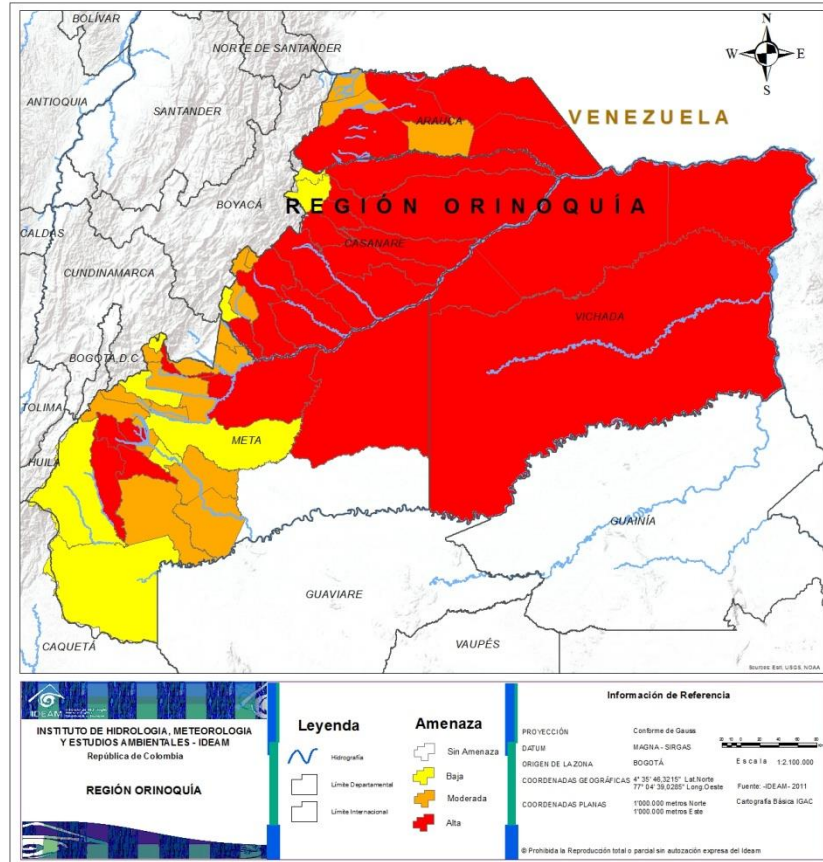 BOLÍVAR
NORTE DE SANTANDER
N
W E
S
ANTIOQUIA
SANTANDER
ARAUCA
VENEZUELA
BOYACÁ
REGIÓN ORINOQUÍA
CALDAS
CASANARE
CUNDINAMARCA
VICHADA
BOGOTÁ, D.C
TOLIMA
META
HUILA
GUAINÍA
GUAVIARE
CAQUETÁ
VAUPÉS
Sources: Esri, USGS, NOAA
IDEAM
INSTITUTO DE HIDROLOGIA, METEOROLOGIA
Y ESTUDIOS AMBIENTALES - IDEAM
República de Colombia
REGIÓN ORINOQUÍA
Leyenda
Hidrografía
Límite Departamental
Límite Internacional
Amenaza
Sin Amenaza
Baja
Moderada
Alta
Información de Referencia
PROYECCIÓN Conforme de Gauss
DATUM MAGNA - SIRGAS
ORIGEN DE LA ZONA BOGOTÁ
COORDENADAS GEOGRÁFICAS 4° 35' 46,3215" Lat.Norte
77° 04' 39,0285" Long.Oeste
COORDENADAS PLANAS 1'000.000 metros Norte
1'000.000 metros Este
Escala 1:2.100.000
Fuente: -IDEAM- 2011
Cartografía Básica IGAC
® Prohibida la Reproducción total o parcial sin autozación expresa del Ideam